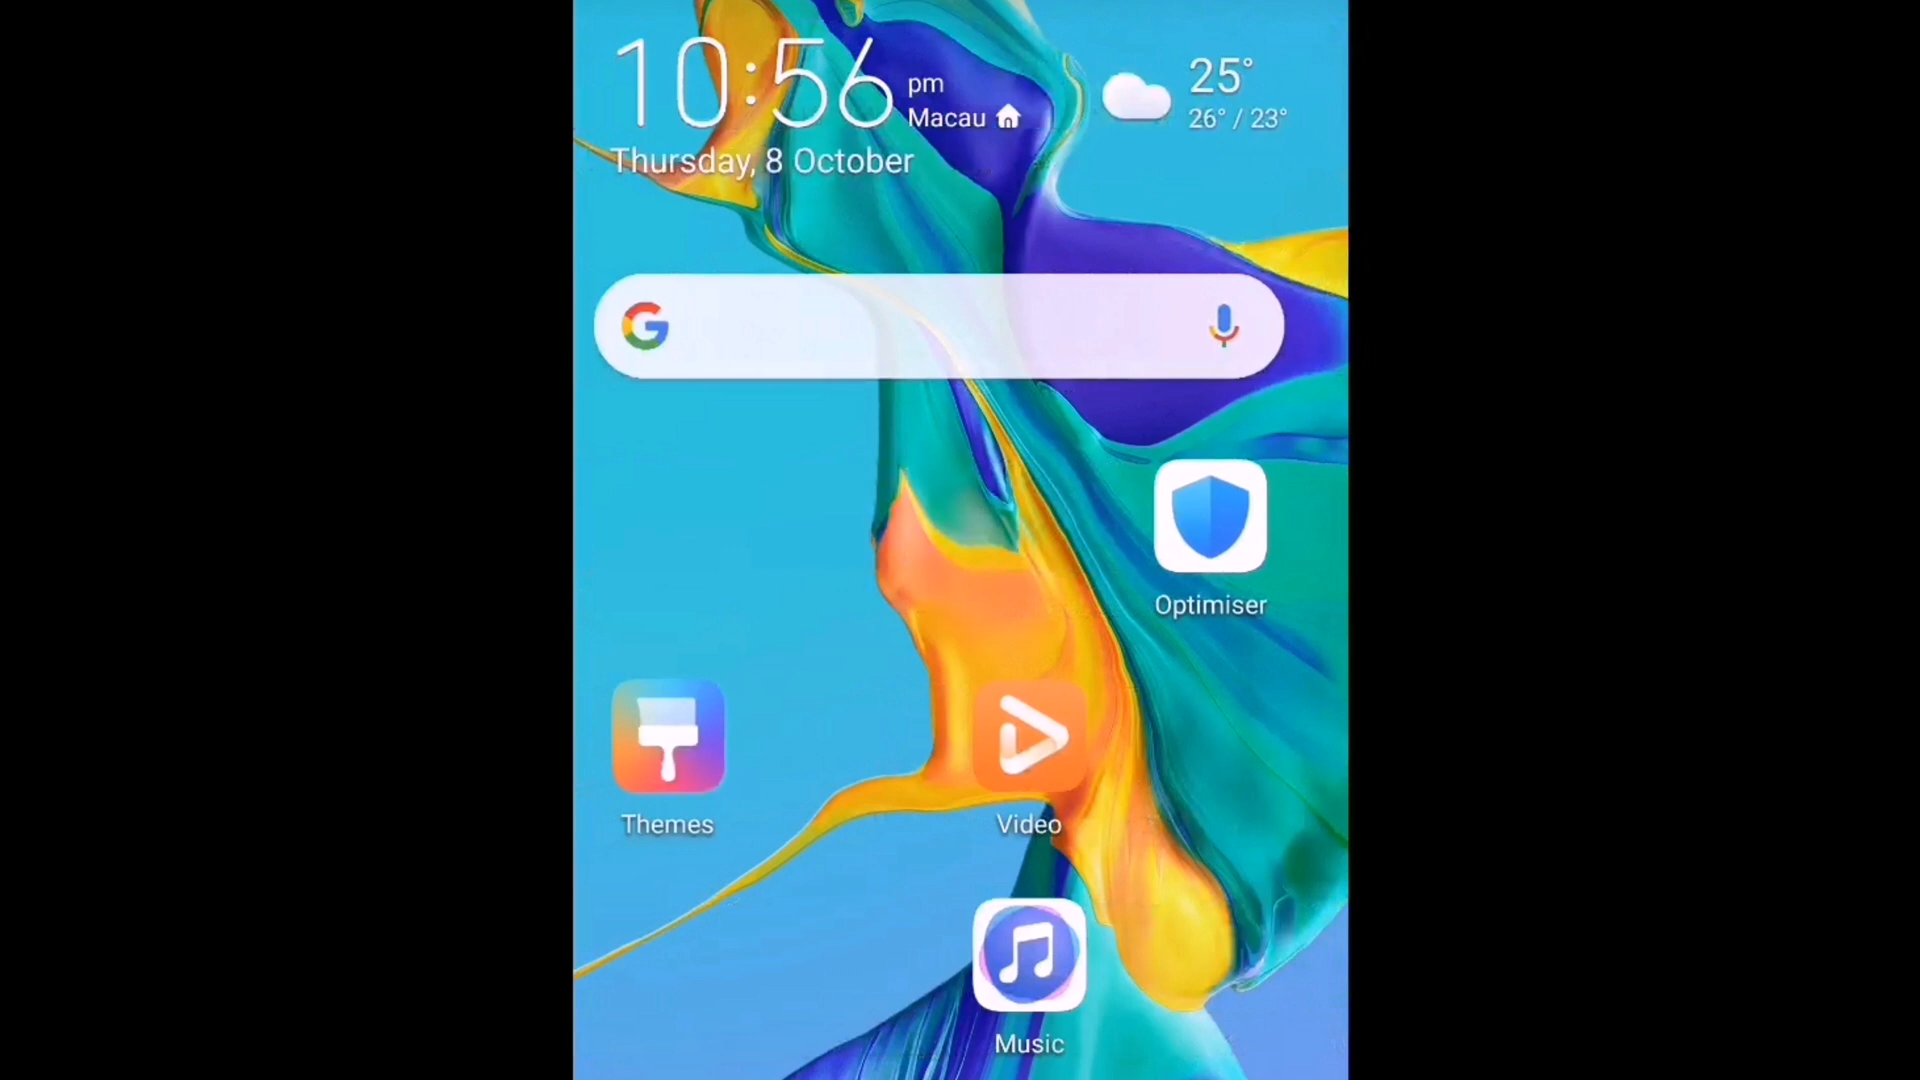 10:56
pm
Macau
Thursday, 8 October
25°
26° / 23°
Optimiser
Themes
Video
Music